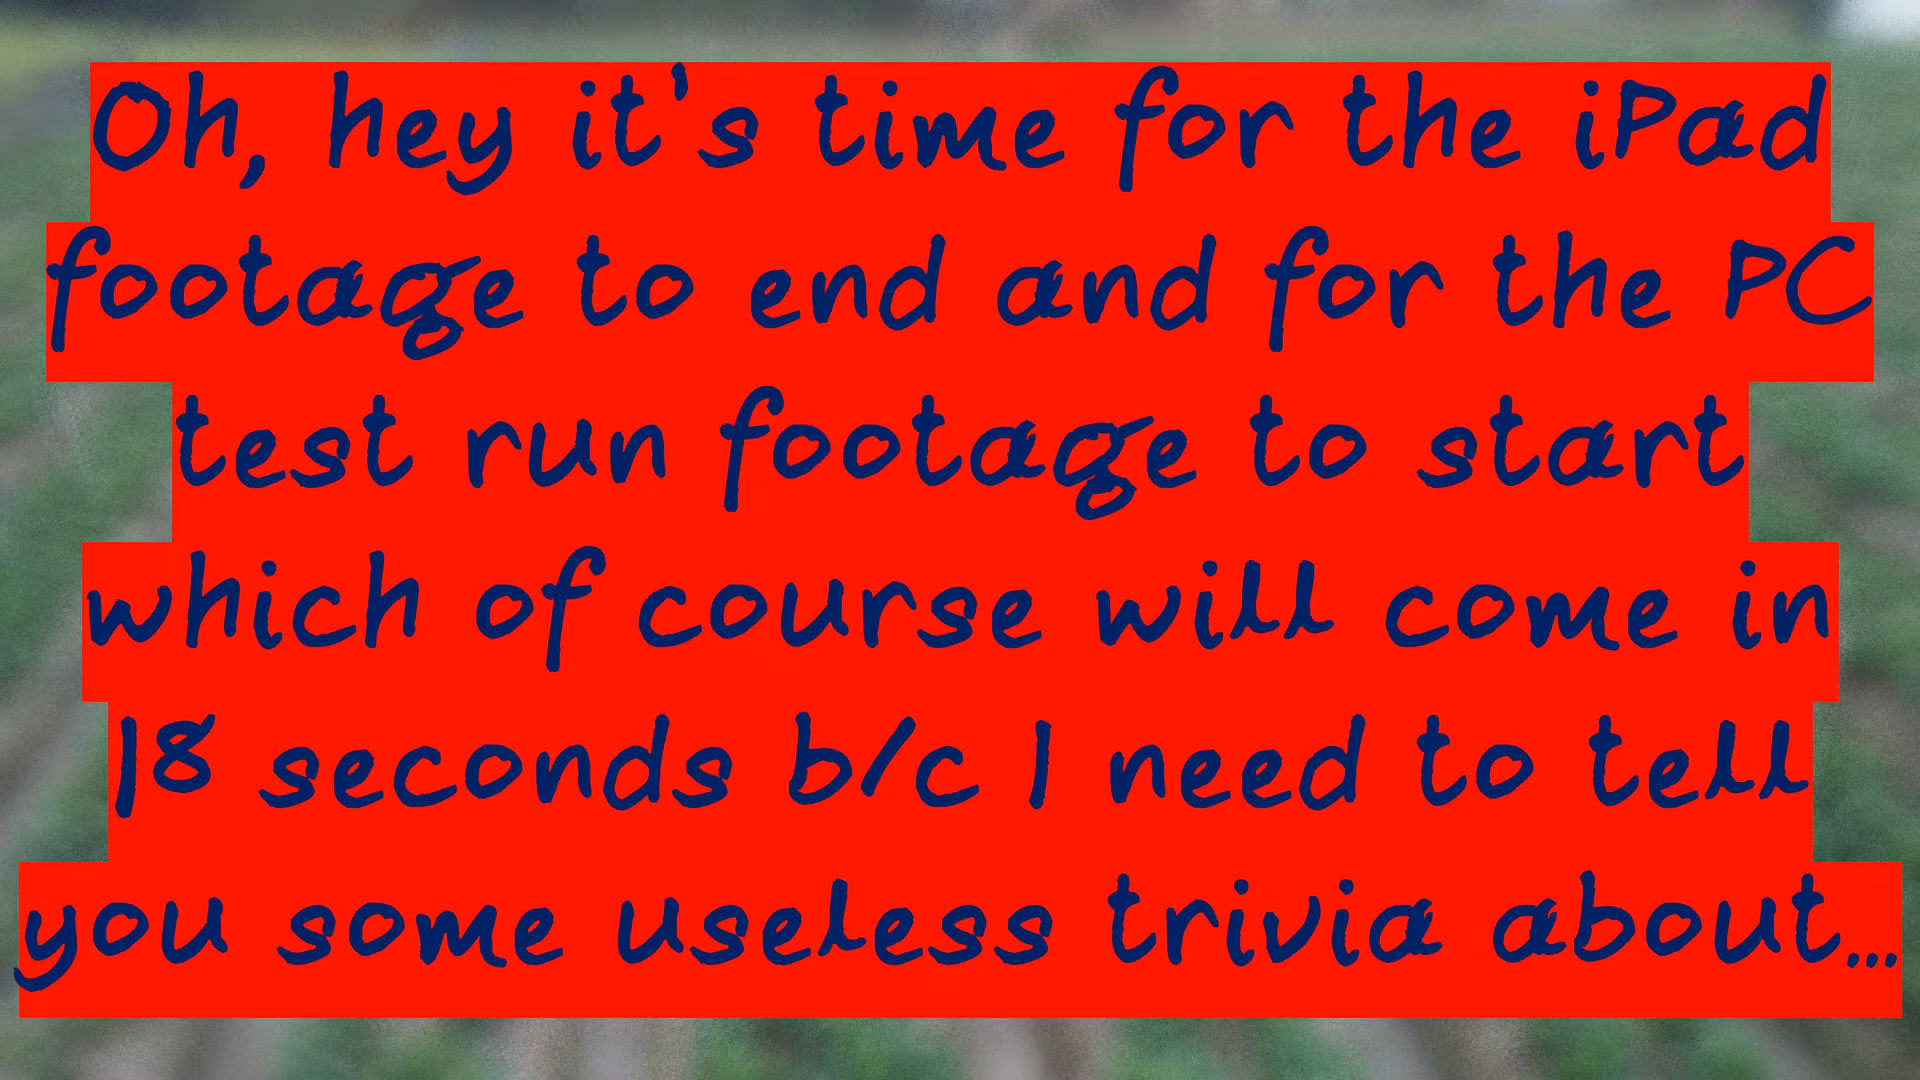 Oh, hey it's time for the iPad
footage to end and for the PC
test run footage to start
which of course will come in
18 seconds b/c I need to tell
you some useless trivia about...